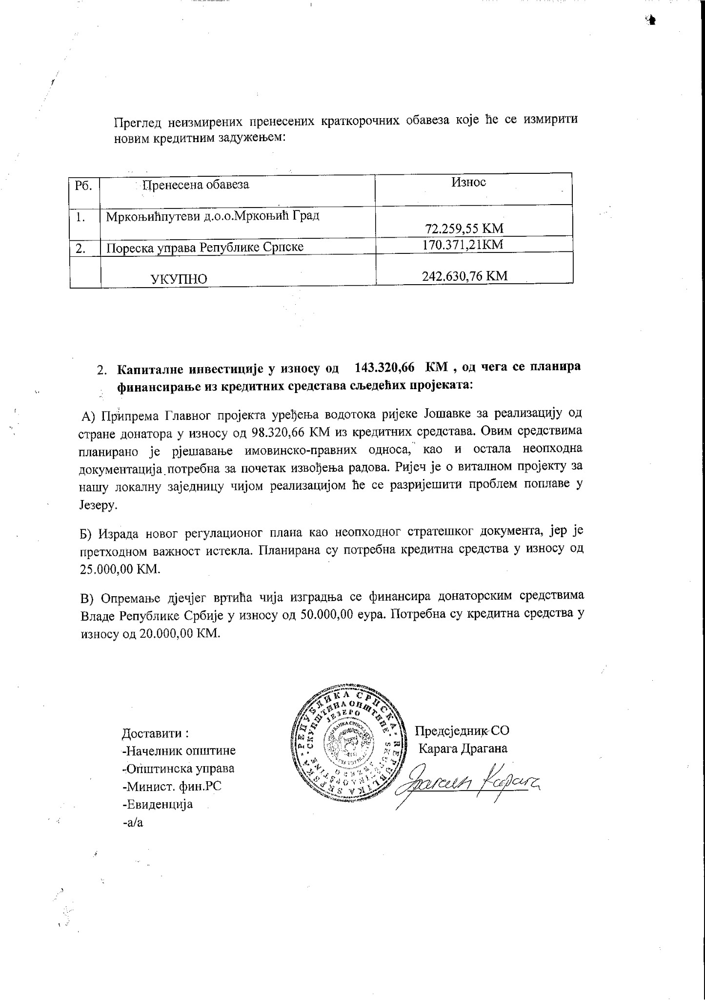 Преглед неизмирених пренесених краткорочних обавеза које ће се измирити
новим кредитним задужењем:
Рб. Пренесена обавеза Износ
1. Мркоњићпутеви д.о.о.Мркоњић Град 72.259,55 КМ
2. Пореска управа Републике Српске 170.371,21КМ
УКУПНО 242.630,76 КМ
2. Капиталне инвестиције у износу од 143.320,66 КМ , од чега се планира
финансирање из кредитних средстава сљедећих пројеката:
А) Припрема Главног пројекта уређења водотока ријеке Јошавке за реализацију од
стране донатора у износу од 98.320,66 КМ из кредитних средстава. Овим средствима
планирано је рјешавање имовинско-правних односа, као и остала неопходна
документација потребна за почетак извођења радова. Ријеч је о виталном пројекту за
нашу локалну заједницу чијом реализацијом ће се разријешити проблем поплаве у
Језеру.
Б) Израда новог регулационог плана као неопходног стратешког документа, јер је
претходном важност истекла. Планирана су потребна кредитна средства у износу од
25.000,00 КМ.
В) Опремање дјечјег вртића чија изградња се финансира донаторским средствима
Владе Републике Србије у износу од 50.000,00 еура. Потребна су кредитна средства у
износу од 20.000,00 КМ.
РЕПУБЛИКА СРПСКА REPUBLIKA SRPSKA
СКУПШТИНА ОПШТИНЕ SKUPŠTINA OPŠTINE
ЈЕЗЕРО JEZERO
Доставити :
-Начелник општине
-Општинска управа
-Минист. фин.РС
-Евиденција
-а/а
Предсједник СО
Карага Драгана
Драгана Карага